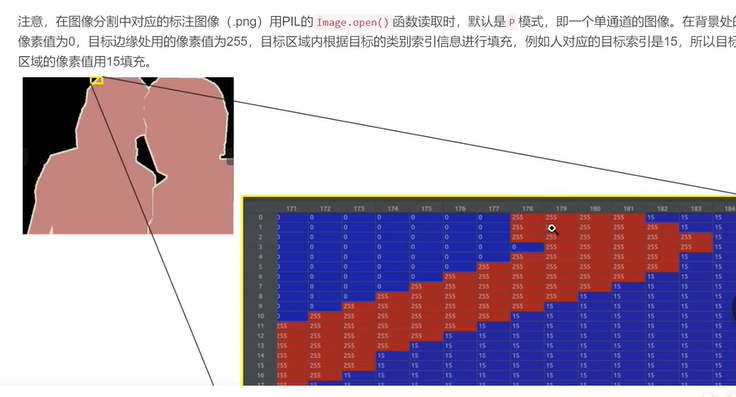 注意，在图像分割中对应的标注图像（.png）用PIL的 Image.open() 函数读取时，默认是 P 模式，即一个单通道的图像。在背景处的
像素值为0，目标边缘处用的像素值为255，目标区域内根据目标的类别索引信息进行填充，例如人对应的目标索引是15，所以目标
区域的像素值用15填充。
171 172 173 174 175 176 177 178 179 180 181 182 183 184
0 0 0 0 0 0 0 0 255 255 255 255 15 15 15
1 0 0 0 0 0 0 0 255 255 255 255 255 15 15
2 0 0 0 0 0 0 0 255 255 255 255 255 255 15
3 0 0 0 0 0 0 0 0 255 255 255 255 255 15
4 0 0 0 0 0 0 0 255 255 255 255 255 15 15
5 0 0 0 0 0 0 255 255 255 255 255 255 15 15
6 0 0 0 0 0 255 255 255 255 255 255 15 15 15
7 0 0 0 0 255 255 255 255 255 255 15 15 15 15
8 0 0 0 255 255 255 255 255 255 15 15 15 15 15
9 0 0 255 255 255 255 255 255 15 15 15 15 15 15
10 0 255 255 255 255 255 255 15 15 15 15 15 15 15
11 255 255 255 255 255 255 15 15 15 15 15 15 15 15
12 255 255 255 255 255 15 15 15 15 15 15 15 15 15
13 255 255 255 255 15 15 15 15 15 15 15 15 15 15
14 255 255 255 15 15 15 15 15 15 15 15 15 15 15
15 255 255 255 15 15 15 15 15 15 15 15 15 15 15
16 255 255 15 15 15 15 15 15 15 15 15 15 15 15